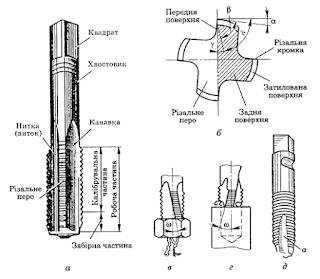 Квадрат
Хвостовик
Канавка
Нитка
(виток)
Різальне
перо
Калібрувальна
частина
Робоча частина
Забірна частина
а
Передня
поверхня
β
α
γ
Різальна
кромка
Затилована
поверхня
Різальне
перо
Задня
поверхня
б
ω
в
ω
г
α
д